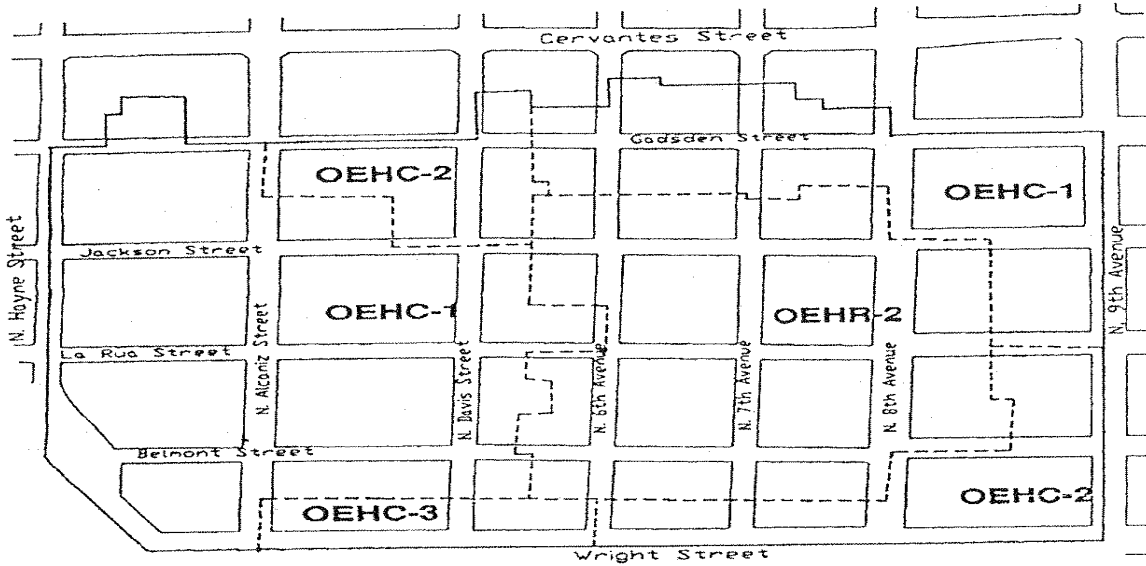 Cervantes Street
Gadsden Street
OEHC-2
OEHC-1
N. Hayne Street
Jackson Street
N. 9th Avenue
OEHC-1
OEHR-2
La Rua Street
N. Alcaniz Street
N. Davis Street
N. 6th Avenue
N. 7th Avenue
N. 8th Avenue
Belmont Street
OEHC-3
OEHC-2
Wright Street